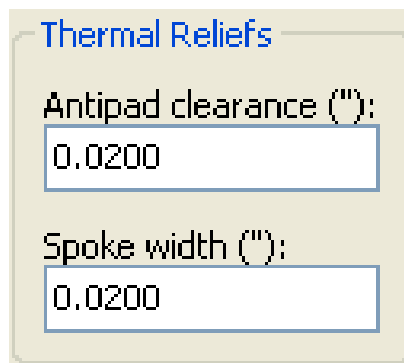 Thermal Reliefs
Antipad clearance ("):
0.0200
Spoke width ("):
0.0200